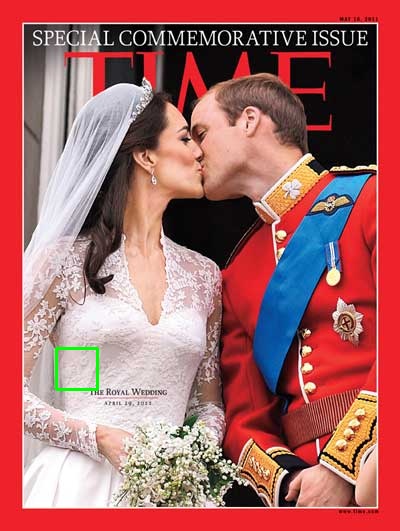 MAY 16, 2011
SPECIAL COMMEMORATIVE ISSUE
TIME
THE ROYAL WEDDING
APRIL 29, 2011
www.time.com